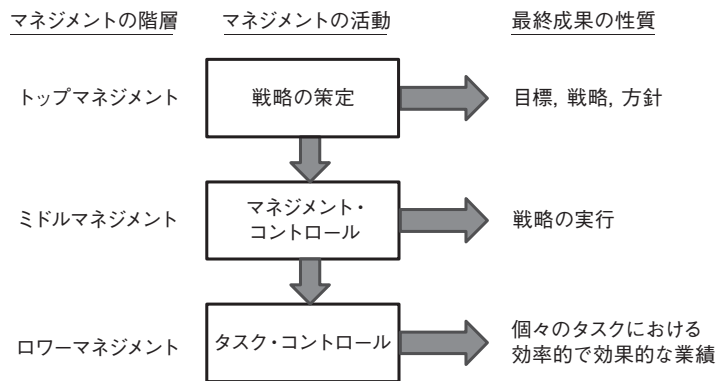 マネジメントの階層 マネジメントの活動 最終成果の性質
トップマネジメント 戦略の策定 目標, 戦略, 方針
ミドルマネジメント マネジメント・
コントロール 戦略の実行
ロワーマネジメント タスク・コントロール 個々のタスクにおける
効率的で効果的な業績